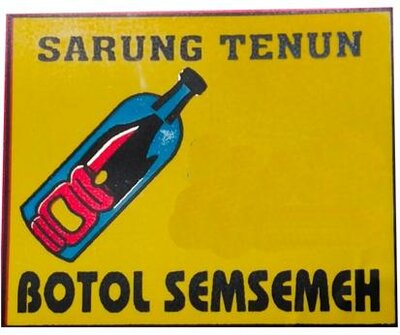 SARUNG TENUN
BOTOL SEMSEMEH